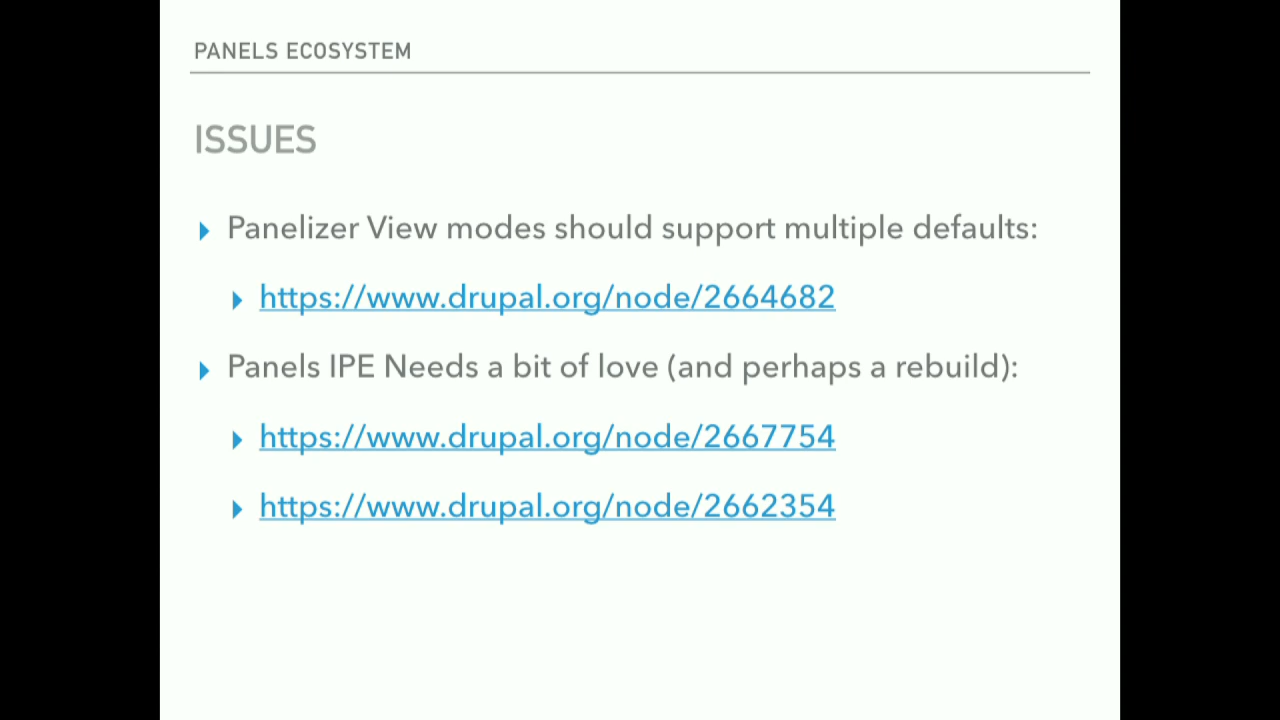 PANELS ECOSYSTEM
ISSUES
Panelizer View modes should support multiple defaults:
https://www.drupal.org/node/2664682
Panels IPE Needs a bit of love (and perhaps a rebuild):
https://www.drupal.org/node/2667754
https://www.drupal.org/node/2662354